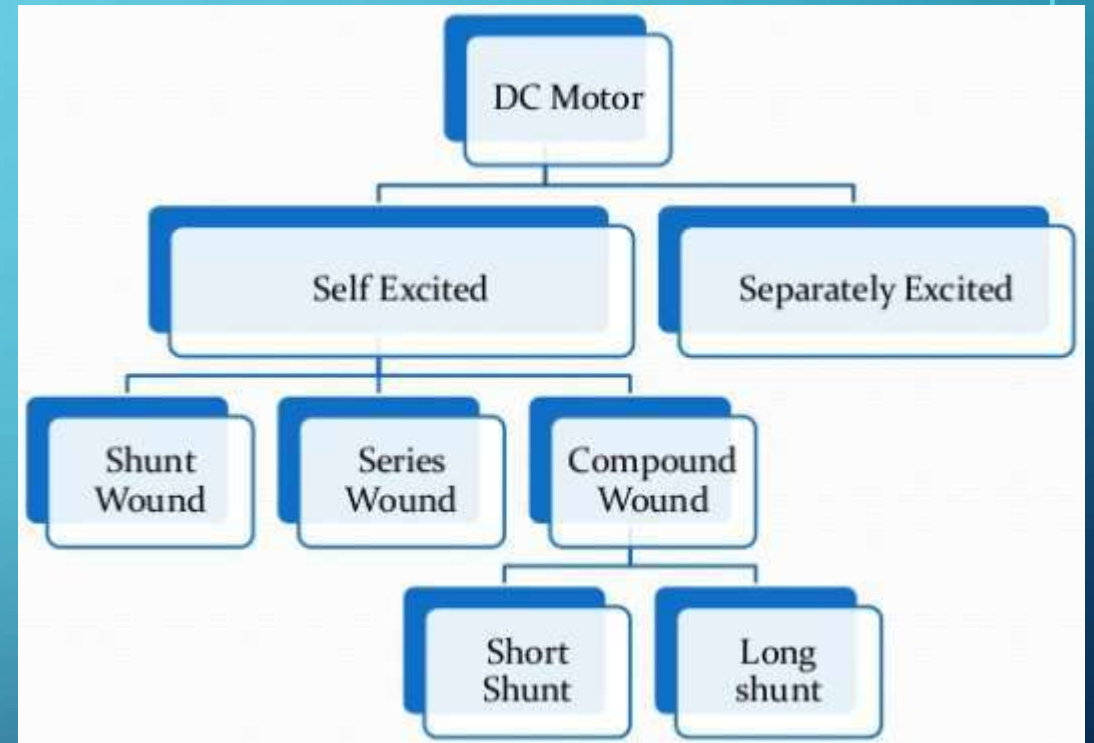 DC Motor
Self Excited
Separately Excited
Shunt
Wound
Series
Wound
Compound
Wound
Short
Shunt
Long
shunt